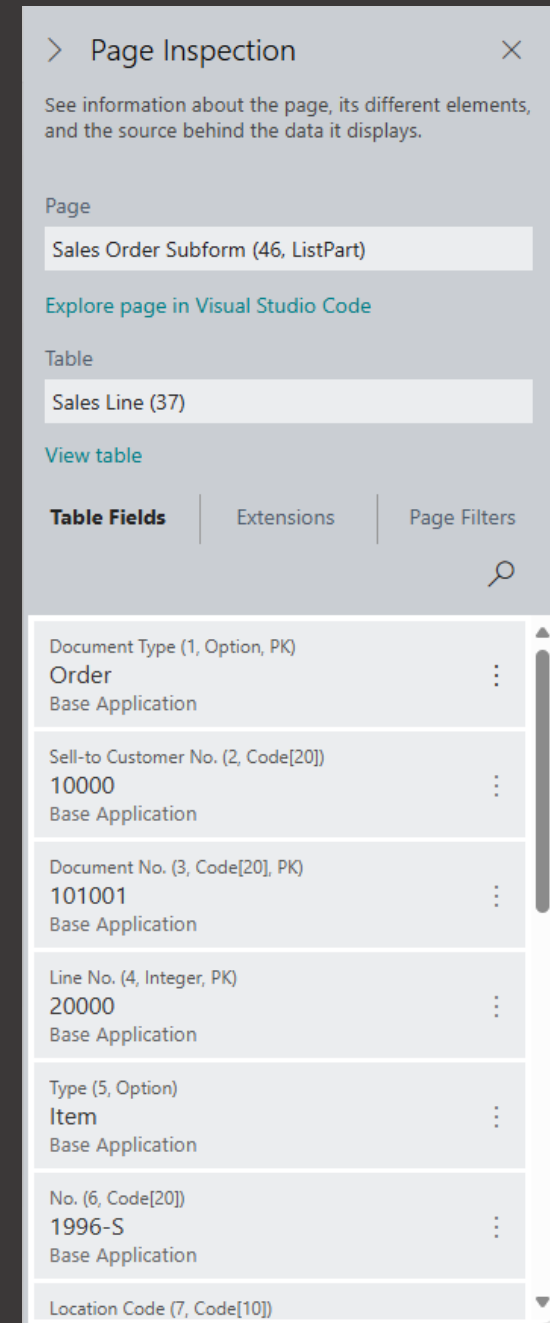 Page Inspection
See information about the page, its different elements,
and the source behind the data it displays.
Page
Sales Order Subform (46, ListPart)
Explore page in Visual Studio Code
Table
Sales Line (37)
View table
Table Fields Extensions Page Filters
Document Type (1, Option, PK)
Order
Base Application
Sell-to Customer No. (2, Code[20])
10000
Base Application
Document No. (3, Code[20], PK)
101001
Base Application
Line No. (4, Integer, PK)
20000
Base Application
Type (5, Option)
Item
Base Application
No. (6, Code[20])
1996-S
Base Application
Location Code (7, Code[10])